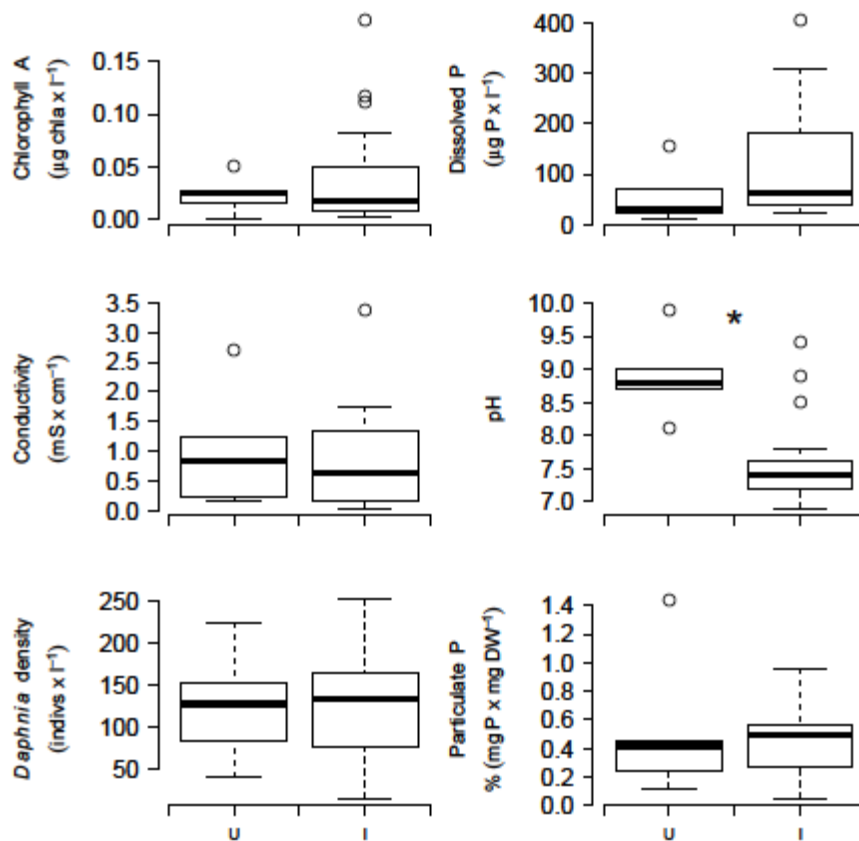 Chlorophyll A
(µg chla x l⁻¹)
0.15
0.10
0.05
0.00
Dissolved P
(µg P x l⁻¹)
400
300
200
100
0
Conductivity
(mS x cm⁻¹)
3.5
3.0
2.5
2.0
1.5
1.0
0.5
0.0
pH
10.0
9.5
9.0
8.5
8.0
7.5
7.0
*
Daphnia density
(indivs x l⁻¹)
250
200
150
100
50
U I
Particulate P
% (mg P x mg DW⁻¹)
1.4
1.2
1.0
0.8
0.6
0.4
0.2
0.0
U I